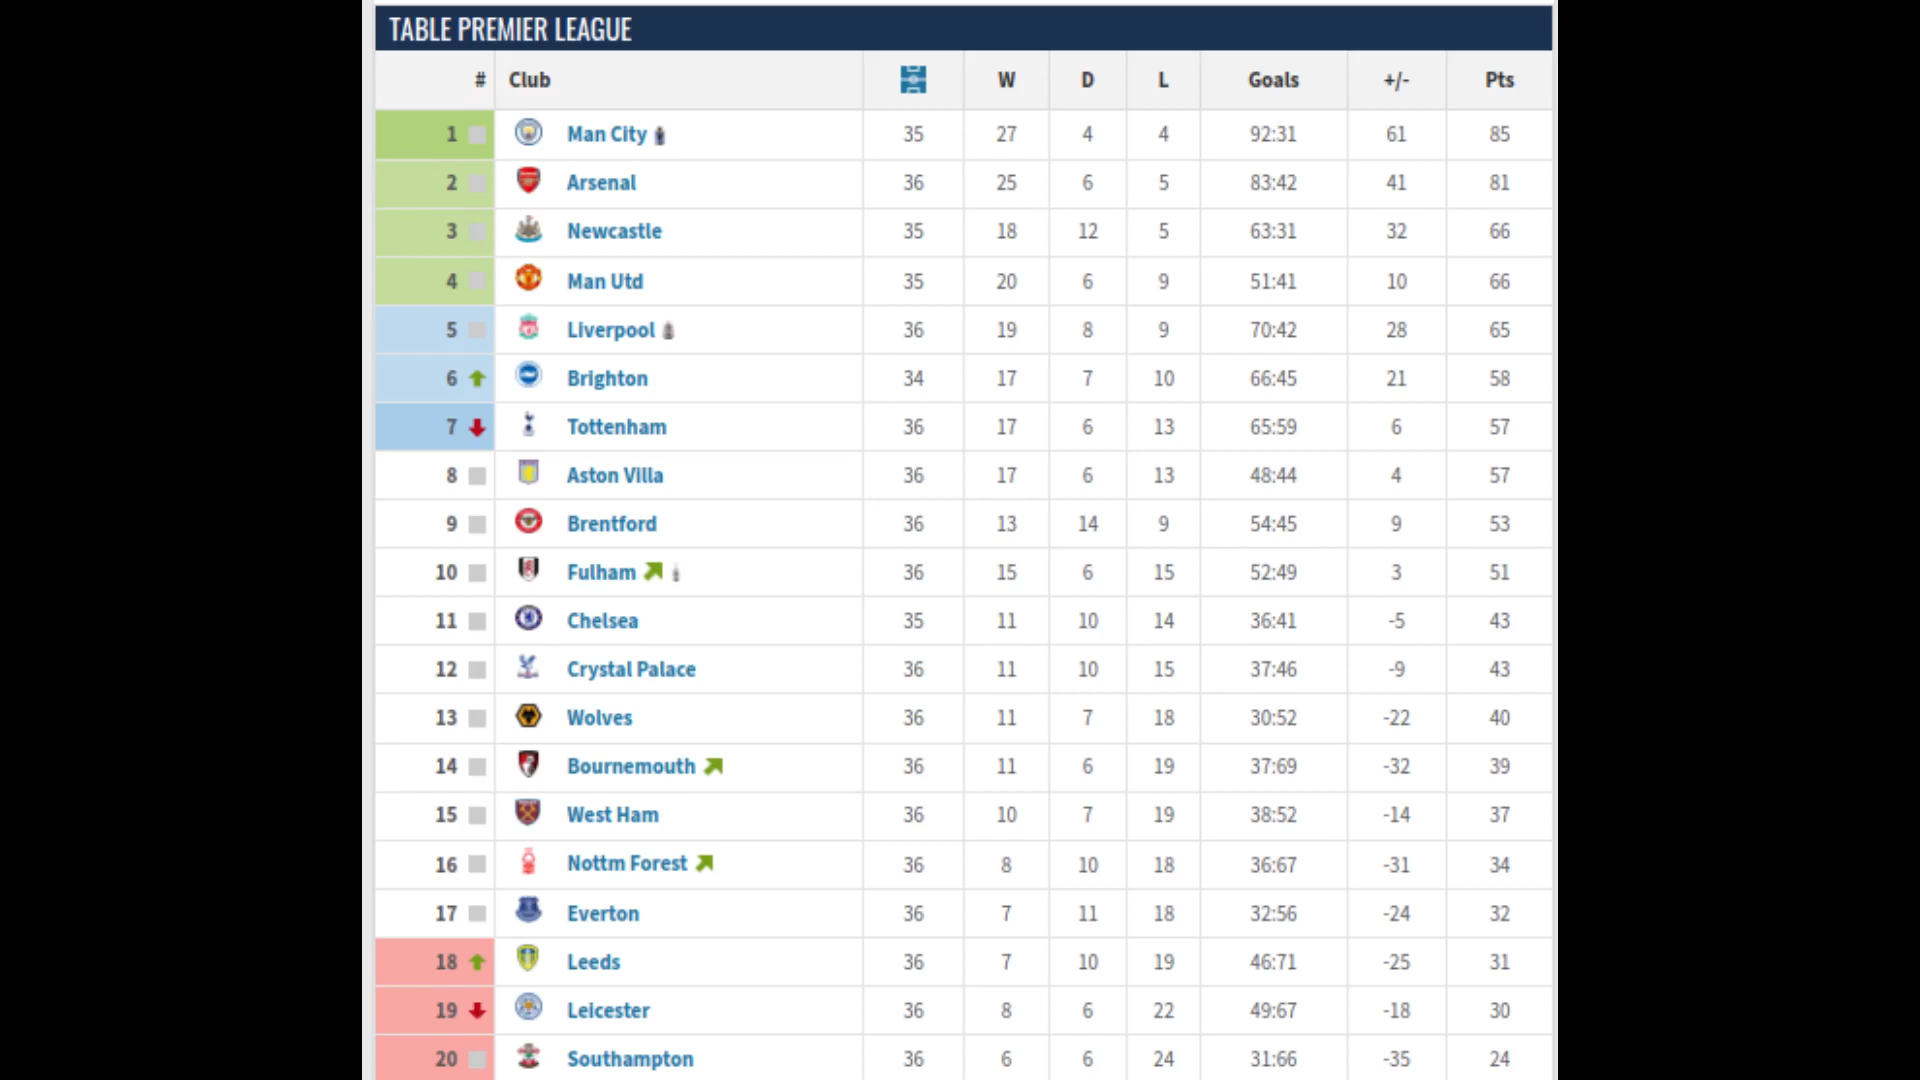 TABLE PREMIER LEAGUE
# Club W D L Goals +/- Pts
1 Man City 35 27 4 4 92:31 61 85
2 Arsenal 36 25 6 5 83:42 41 81
3 Newcastle 35 18 12 5 63:31 32 66
4 Man Utd 35 20 6 9 51:41 10 66
5 Liverpool 36 19 8 9 70:42 28 65
6 Brighton 34 17 7 10 66:45 21 58
7 Tottenham 36 17 6 13 65:59 6 57
8 Aston Villa 36 17 6 13 48:44 4 57
9 Brentford 36 13 14 9 54:45 9 53
10 Fulham 36 15 6 15 52:49 3 51
11 Chelsea 35 11 10 14 36:41 -5 43
12 Crystal Palace 36 11 10 15 37:46 -9 43
13 Wolves 36 11 7 18 30:52 -22 40
14 Bournemouth 36 11 6 19 37:69 -32 39
15 West Ham 36 10 7 19 38:52 -14 37
16 Nottm Forest 36 8 10 18 36:67 -31 34
17 Everton 36 7 11 18 32:56 -24 32
18 Leeds 36 7 10 19 46:71 -25 31
19 Leicester 36 8 6 22 49:67 -18 30
20 Southampton 36 6 6 24 31:66 -35 24